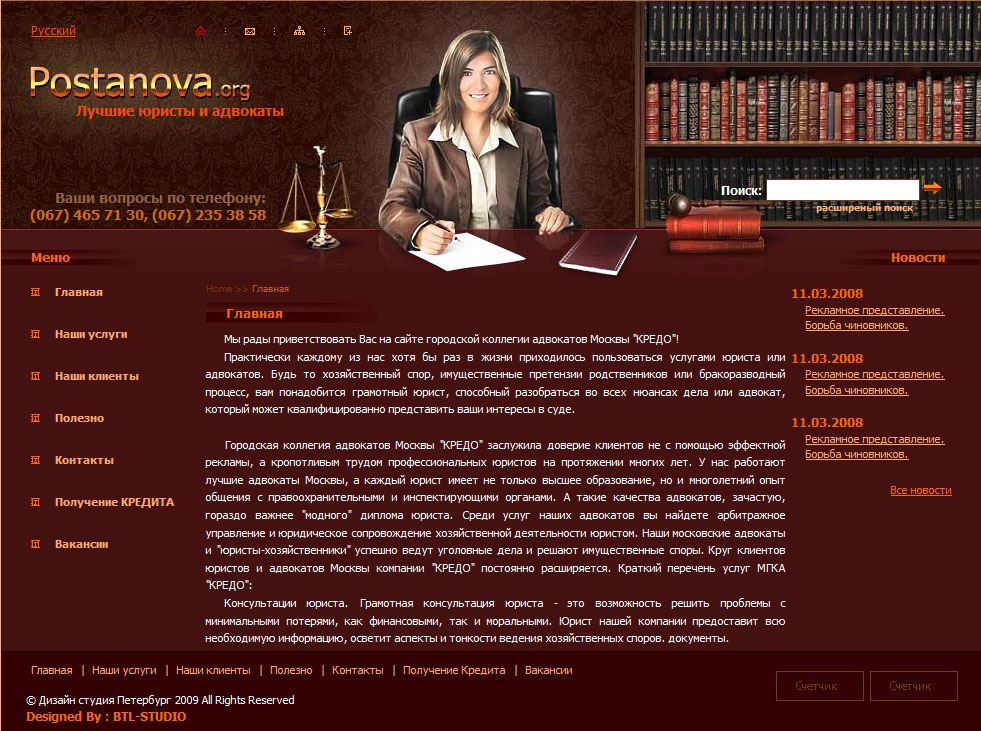 Русский
Postanova.org
Лучшие юристы и адвокаты
Ваши вопросы по телефону:
(067) 465 71 30, (067) 235 38 58
Поиск:
расширеный поиск
Меню
Главная
Наши услуги
Наши клиенты
Полезно
Контакты
Получение КРЕДИТА
Вакансии
Home >> Главная
Главная
Мы рады приветствовать Вас на сайте городской коллегии адвокатов Москвы "КРЕДО"!
Практически каждому из нас хотя бы раз в жизни приходилось пользоваться услугами юриста или
адвокатов. Будь то хозяйственный спор, имущественные претензии родственников или бракоразводный
процесс, вам понадобится грамотный юрист, способный разобраться во всех нюансах дела или адвокат,
который может квалифицированно представить ваши интересы в суде.
Городская коллегия адвокатов Москвы "КРЕДО" заслужила доверие клиентов не с помощью эффектной
рекламы, а кропотливым трудом профессиональных юристов на протяжении многих лет. У нас работают
лучшие адвокаты Москвы, а каждый юрист имеет не только высшее образование, но и многолетний опыт
общения с правоохранительными и инспектирующими органами. А такие качества адвокатов, зачастую,
гораздо важнее "модного" диплома юриста. Среди услуг наших адвокатов вы найдете арбитражное
управление и юридическое сопровождение хозяйственной деятельности юристом. Наши московские адвокаты
и "юристы-хозяйственники" успешно ведут уголовные дела и решают имущественные споры. Круг клиентов
юристов и адвокатов Москвы компании "КРЕДО" постоянно расширяется. Краткий перечень услуг МГКА
"КРЕДО":
Консультации юриста. Грамотная консультация юриста - это возможность решить проблемы с
минимальными потерями, как финансовыми, так и моральными. Юрист нашей компании предоставит всю
необходимую информацию, осветит аспекты и тонкости ведения хозяйственных споров. документы.
Новости
11.03.2008
Рекламное представление.
Борьба чиновников.
11.03.2008
Рекламное представление.
Борьба чиновников.
11.03.2008
Рекламное представление.
Борьба чиновников.
Все новости
Главная | Наши услуги | Наши клиенты | Полезно | Контакты | Получение Кредита | Вакансии
© Дизайн студия Петербург 2009 All Rights Reserved
Designed By : BTL-STUDIO
Счетчик
Счетчик